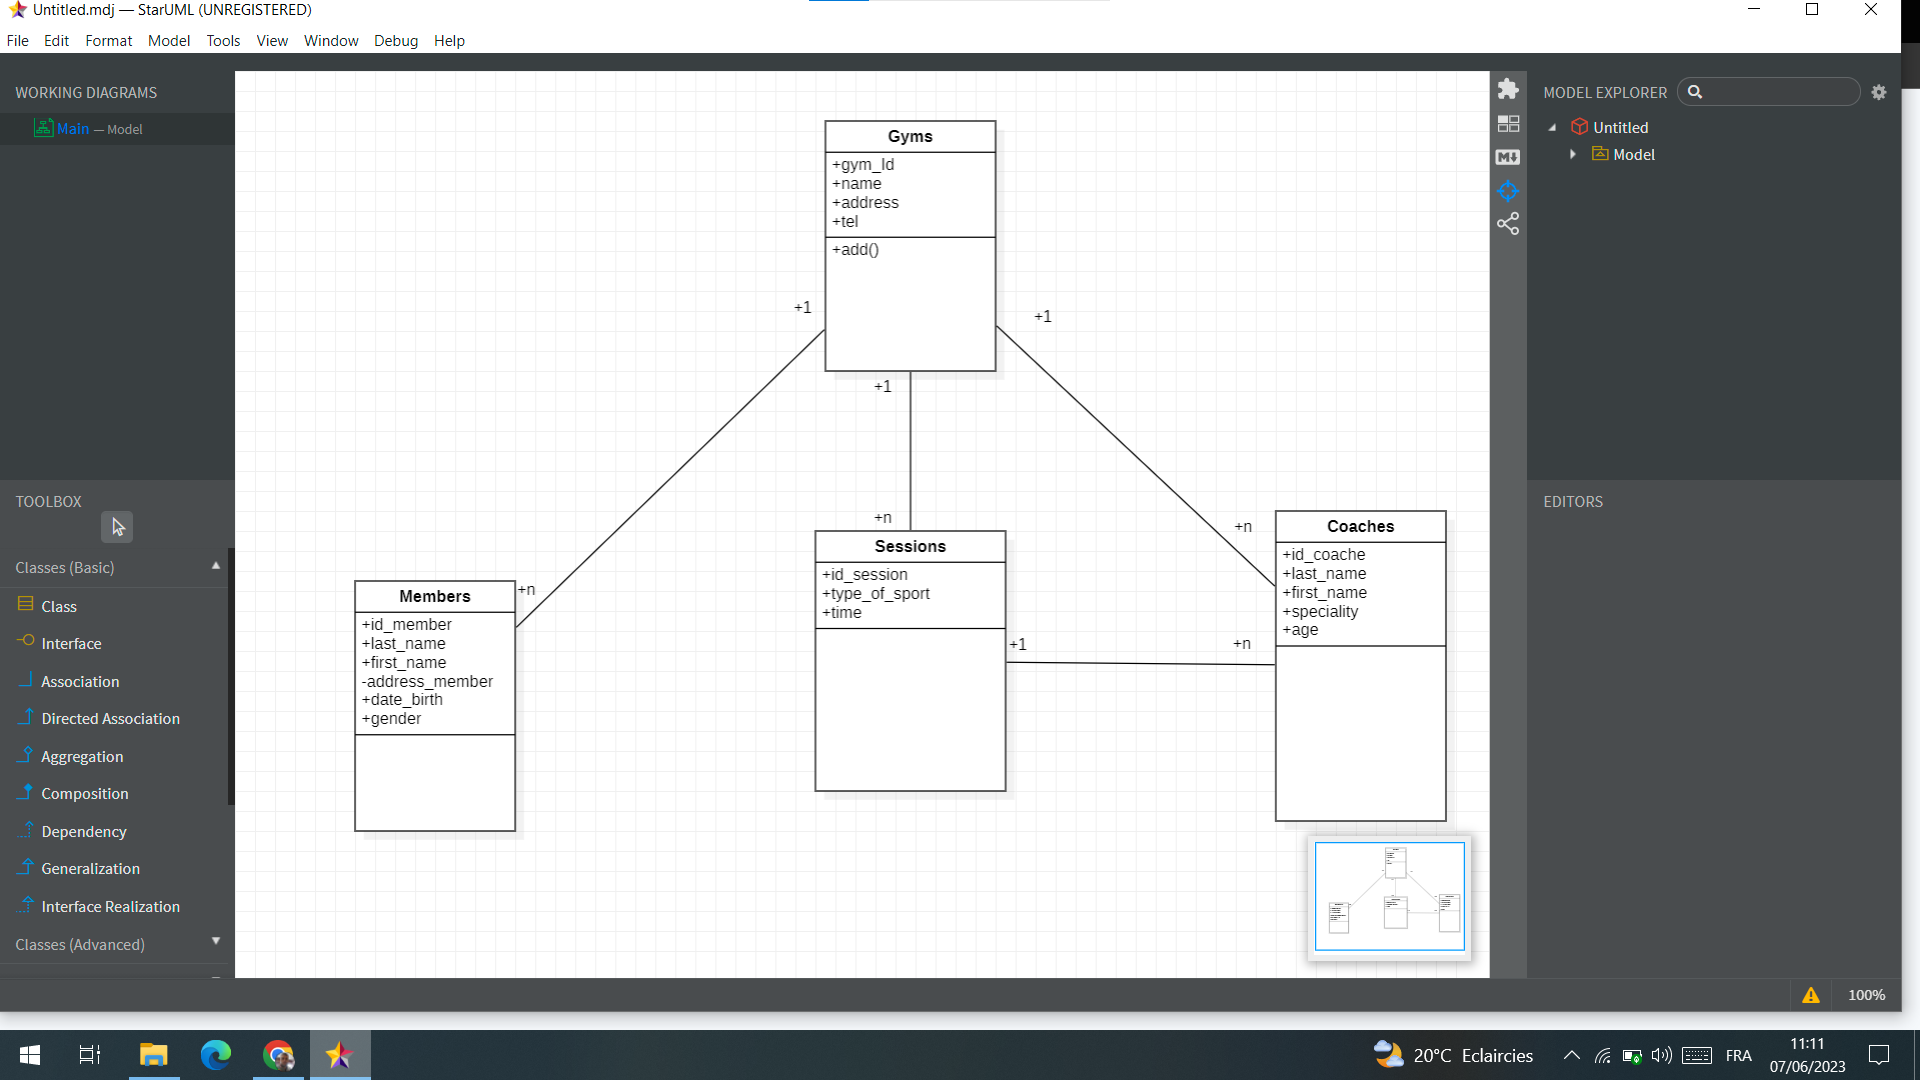 Untitled.mdj — StarUML (UNREGISTERED)
File Edit Format Model Tools View Window Debug Help
WORKING DIAGRAMS
Main — Model
TOOLBOX
Classes (Basic)
Class
Interface
Association
Directed Association
Aggregation
Composition
Dependency
Generalization
Interface Realization
Classes (Advanced)
Gyms
+gym_Id
+name
+address
+tel
+add()
+1
+1
+1
+n
+n
+n
Members
+id_member
+last_name
+first_name
-address_member
+date_birth
+gender
Sessions
+id_session
+type_of_sport
+time
+1
+n
Coaches
+id_coache
+last_name
+first_name
+speciality
+age
MODEL EXPLORER
Untitled
Model
EDITORS
100%
20°C Eclaircies
FRA
11:11
07/06/2023